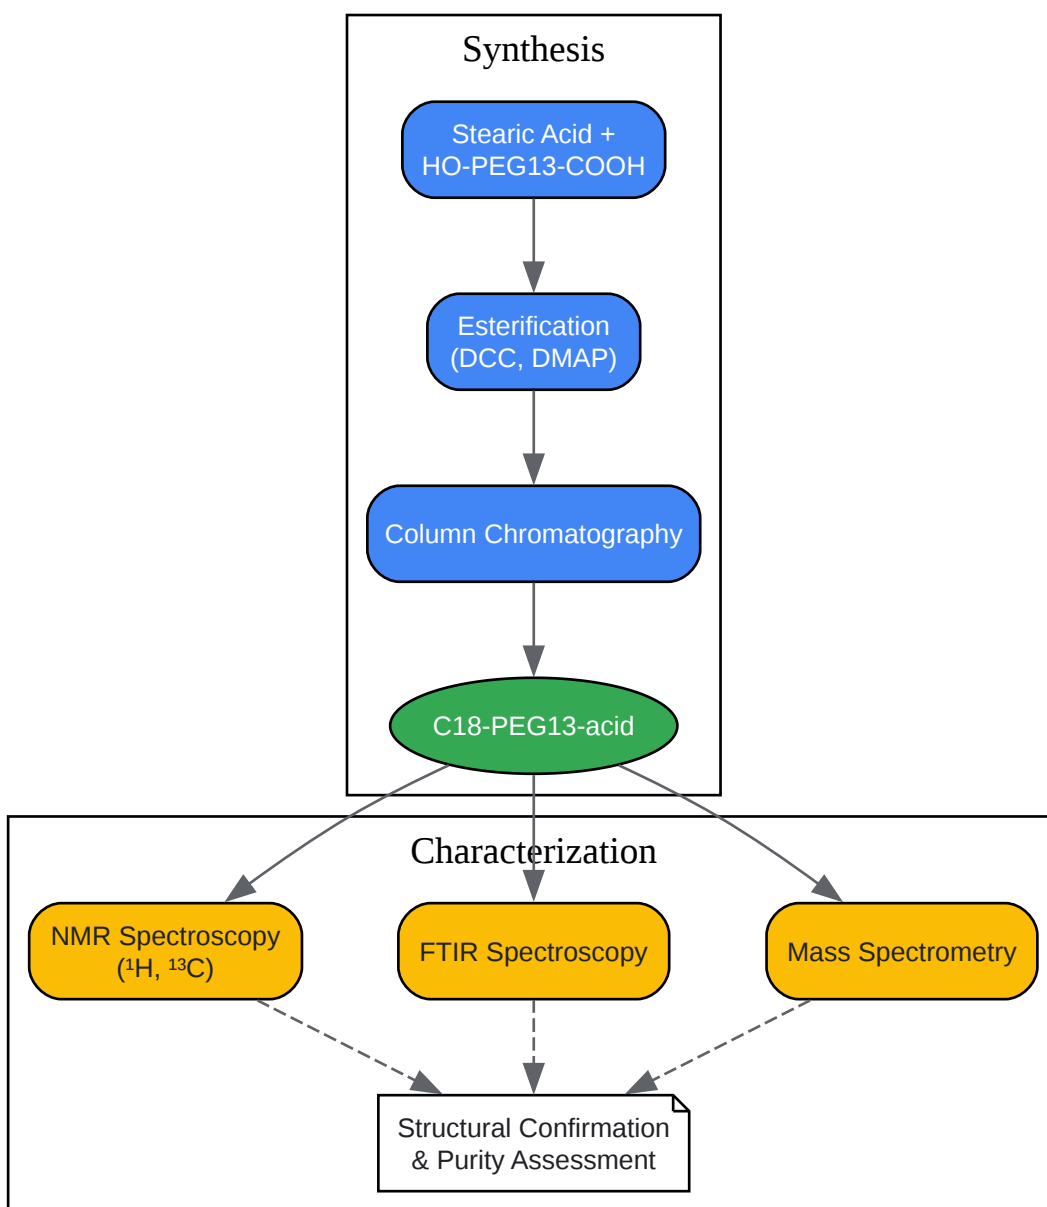 Synthesis
Stearic Acid +
HO-PEG13-COOH
Esterification
(DCC, DMAP)
Column Chromatography
C18-PEG13-acid
Characterization
NMR Spectroscopy
(¹H, ¹³C)
FTIR Spectroscopy
Mass Spectrometry
Structural Confirmation
& Purity Assessment